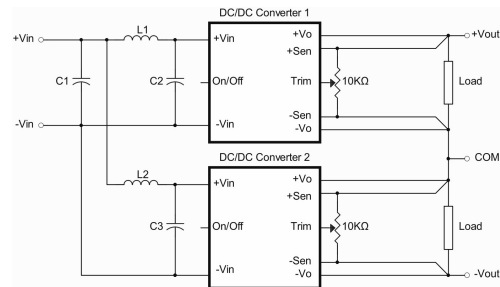 DC/DC Converter 1
+Vin
L1
+Vin
+Vo
+Vout
+Sen
C1
C2
On/Off
Trim
10KΩ
Load
-Sen
-Vin
-Vin
-Vo
DC/DC Converter 2
COM
L2
+Vin
+Vo
+Sen
C3
On/Off
Trim
10KΩ
Load
-Sen
-Vin
-Vo
-Vout